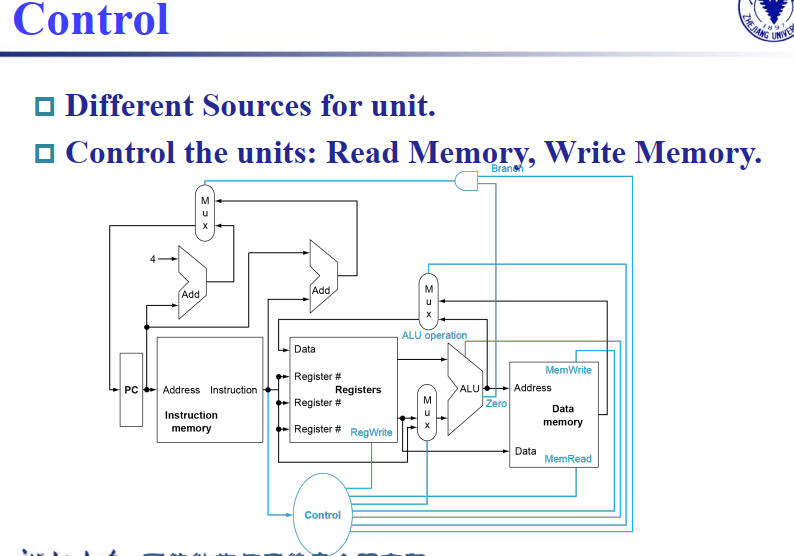 Control
ZHEJIANG UNIVER
1897
Different Sources for unit.
Control the units: Read Memory, Write Memory.
Branch
M
u
x
4
Add
Add
M
u
x
ALU operation
Data
PC
Address Instruction
Instruction
memory
Register #
Registers
Register #
Register #
RegWrite
M
u
x
ALU
Zero
MemWrite
Address
Data
memory
Data
MemRead
Control